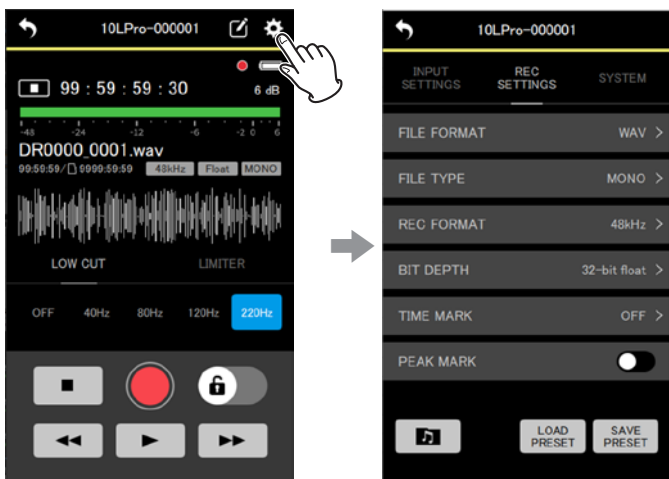 10LPro-000001
99 : 59 : 59 : 30
6 dB
-48 -24 -12 -6 -2 0 6
DR0000_0001.wav
99:59:59/ 9999:59:59 48kHz Float MONO
LOW CUT LIMITER
OFF 40Hz 80Hz 120Hz 220Hz
10LPro-000001
INPUT SETTINGS
REC SETTINGS
SYSTEM
FILE FORMAT WAV >
FILE TYPE MONO >
REC FORMAT 48kHz >
BIT DEPTH 32-bit float >
TIME MARK OFF >
PEAK MARK
LOAD PRESET
SAVE PRESET